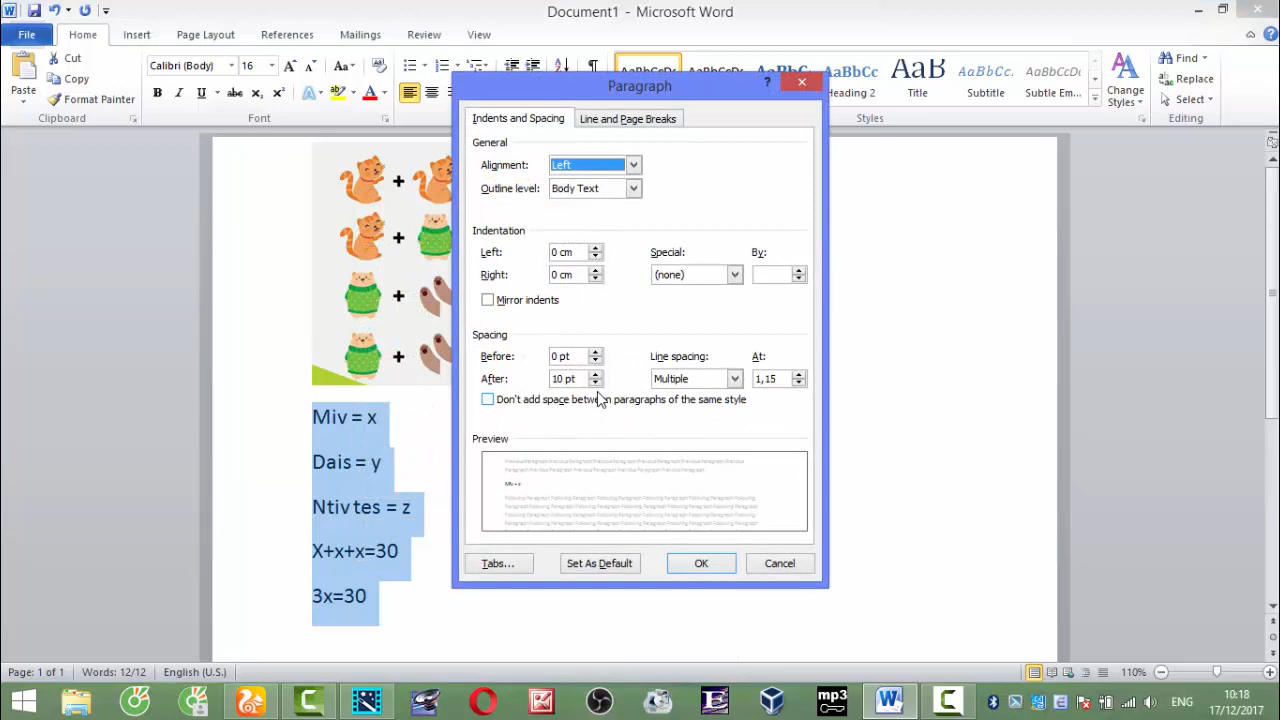 Document1 - Microsoft Word
File Home Insert Page Layout References Mailings Review View
Paste
Cut
Copy
Format Painter
Clipboard
Calibri (Body) 16
Font
Heading 2
Title
Subtitle
Subtle Em...
Change Styles
Styles
Find
Replace
Select
Editing
Paragraph
Indents and Spacing
Line and Page Breaks
General
Alignment: Left
Outline level: Body Text
Indentation
Left: 0 cm
Special: By:
Right: 0 cm
(none)
Mirror indents
Spacing
Before: 0 pt
Line spacing: At:
After: 10 pt
Multiple 1,15
Don't add space between paragraphs of the same style
Preview
Tabs...
Set As Default
OK
Cancel
Miv = x
Dais = y
Ntiv tes = z
X+x+x=30
3x=30
Page: 1 of 1
Words: 12/12
English (U.S.)
110%
mp3
ENG
10:18
17/12/2017